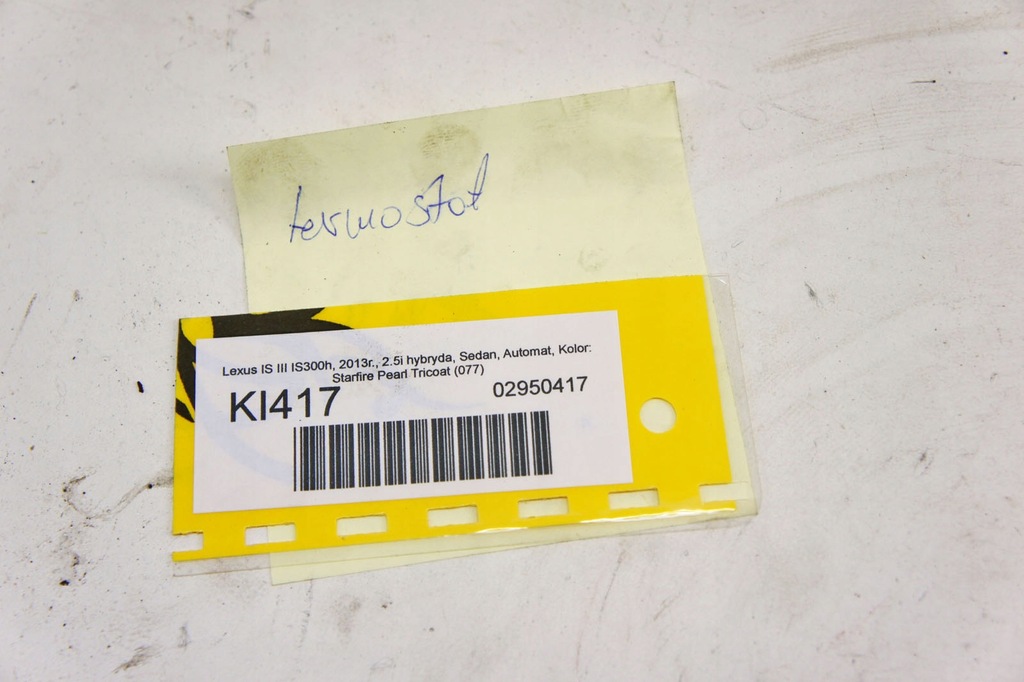 termostat
Lexus IS III IS300h, 2013r., 2.5i hybryda, Sedan, Automat, Kolor:
Starfire Pearl Tricoat (077)
KI417
02950417